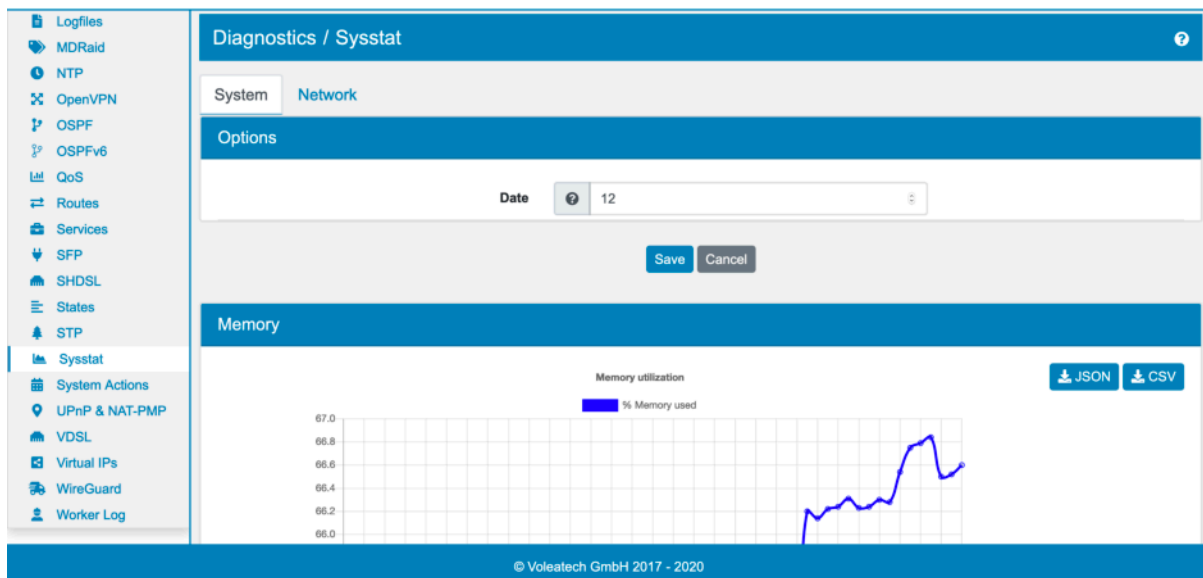 Logfiles
MDRaid
NTP
OpenVPN
OSPF
OSPFv6
QoS
Routes
Services
SFP
SHDSL
States
STP
Sysstat
System Actions
UPnP & NAT-PMP
VDSL
Virtual IPs
WireGuard
Worker Log
Diagnostics / Sysstat
System Network
Options
Date 12
Save Cancel
Memory
JSON CSV
Memory utilization
% Memory used
67.0
66.8
66.6
66.4
66.2
66.0
© Voleatech GmbH 2017 - 2020